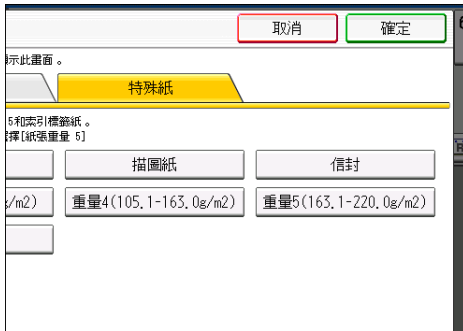 取消 確定
示此畫面。
特殊紙
5和索引標籤紙。
擇[紙張重量 5]
描圖紙 信封
/m2) 重量4(105.1-163.0g/m2) 重量5(163.1-220.0g/m2)